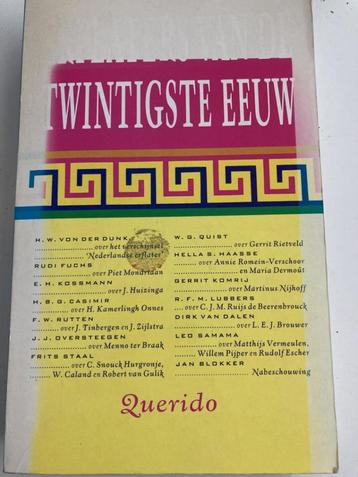 TWINTIGSTE EEUW
H. W. VON DER DUNK
over het verschijnsel
'Nederlandse erflater'
RUDI FUCHS
over Piet Mondriaan
E. H. KOSSMANN
over J. Huizinga
H. B. G. CASIMIR
over H. Kamerlingh Onnes
F. W. RUTTEN
over J. Tinbergen en J. Zijlstra
J. J. OVERSTEEGEN
over Menno ter Braak
FRITS STAAL
over C. Snouck Hurgronje,
W. Caland en Robert van Gulik
W. G. QUIST
over Gerrit Rietveld
HELLA S. HAASSE
over Annie Romein-Verschoor
en Maria Dermoût
GERRIT KOMRIJ
over Martinus Nijhoff
R. F. M. LUBBERS
over C. J. M. Ruijs de Beerenbrouck
DIRK VAN DALEN
over L. E. J. Brouwer
LEO SAMAMA
over Matthijs Vermeulen,
Willem Pijper en Rudolf Escher
JAN BLOKKER
Nabeschouwing
Querido